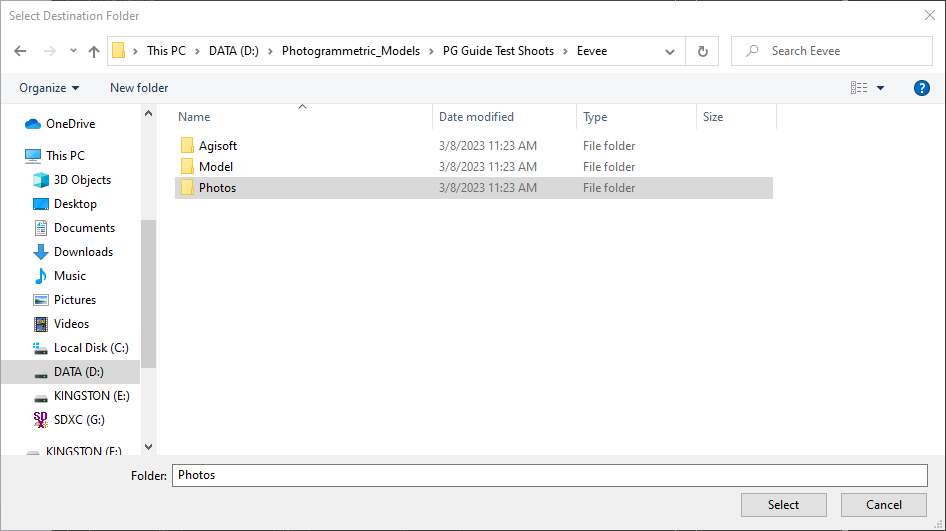 Select Destination Folder
This PC > DATA (D:) > Photogrammetric_Models > PG Guide Test Shoots > Eevee
Search Eevee
Organize
New folder
?
Name Date modified Type Size
OneDrive
This PC
3D Objects
Desktop
Documents
Downloads
Music
Pictures
Videos
Local Disk (C:)
DATA (D:)
KINGSTON (E:)
SD
XC
SDXC (G:)
KINGSTON (E:)
Agisoft 3/8/2023 11:23 AM File folder
Model 3/8/2023 11:23 AM File folder
Photos 3/8/2023 11:23 AM File folder
Folder: Photos
Select
Cancel